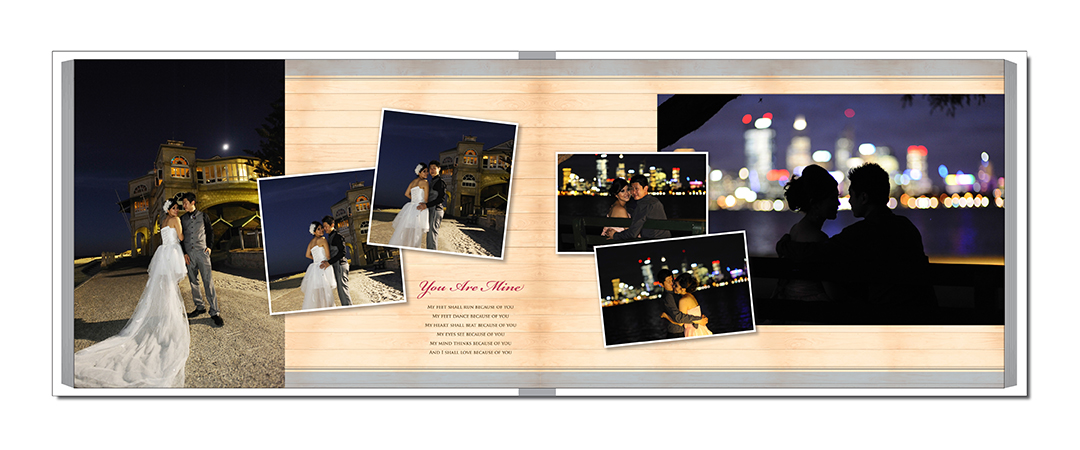 You Are Mine
My feet shall run because of you
My feet dance because of you
My heart shall beat because of you
My eyes see because of you
My mind thinks because of you
And I shall love because of you